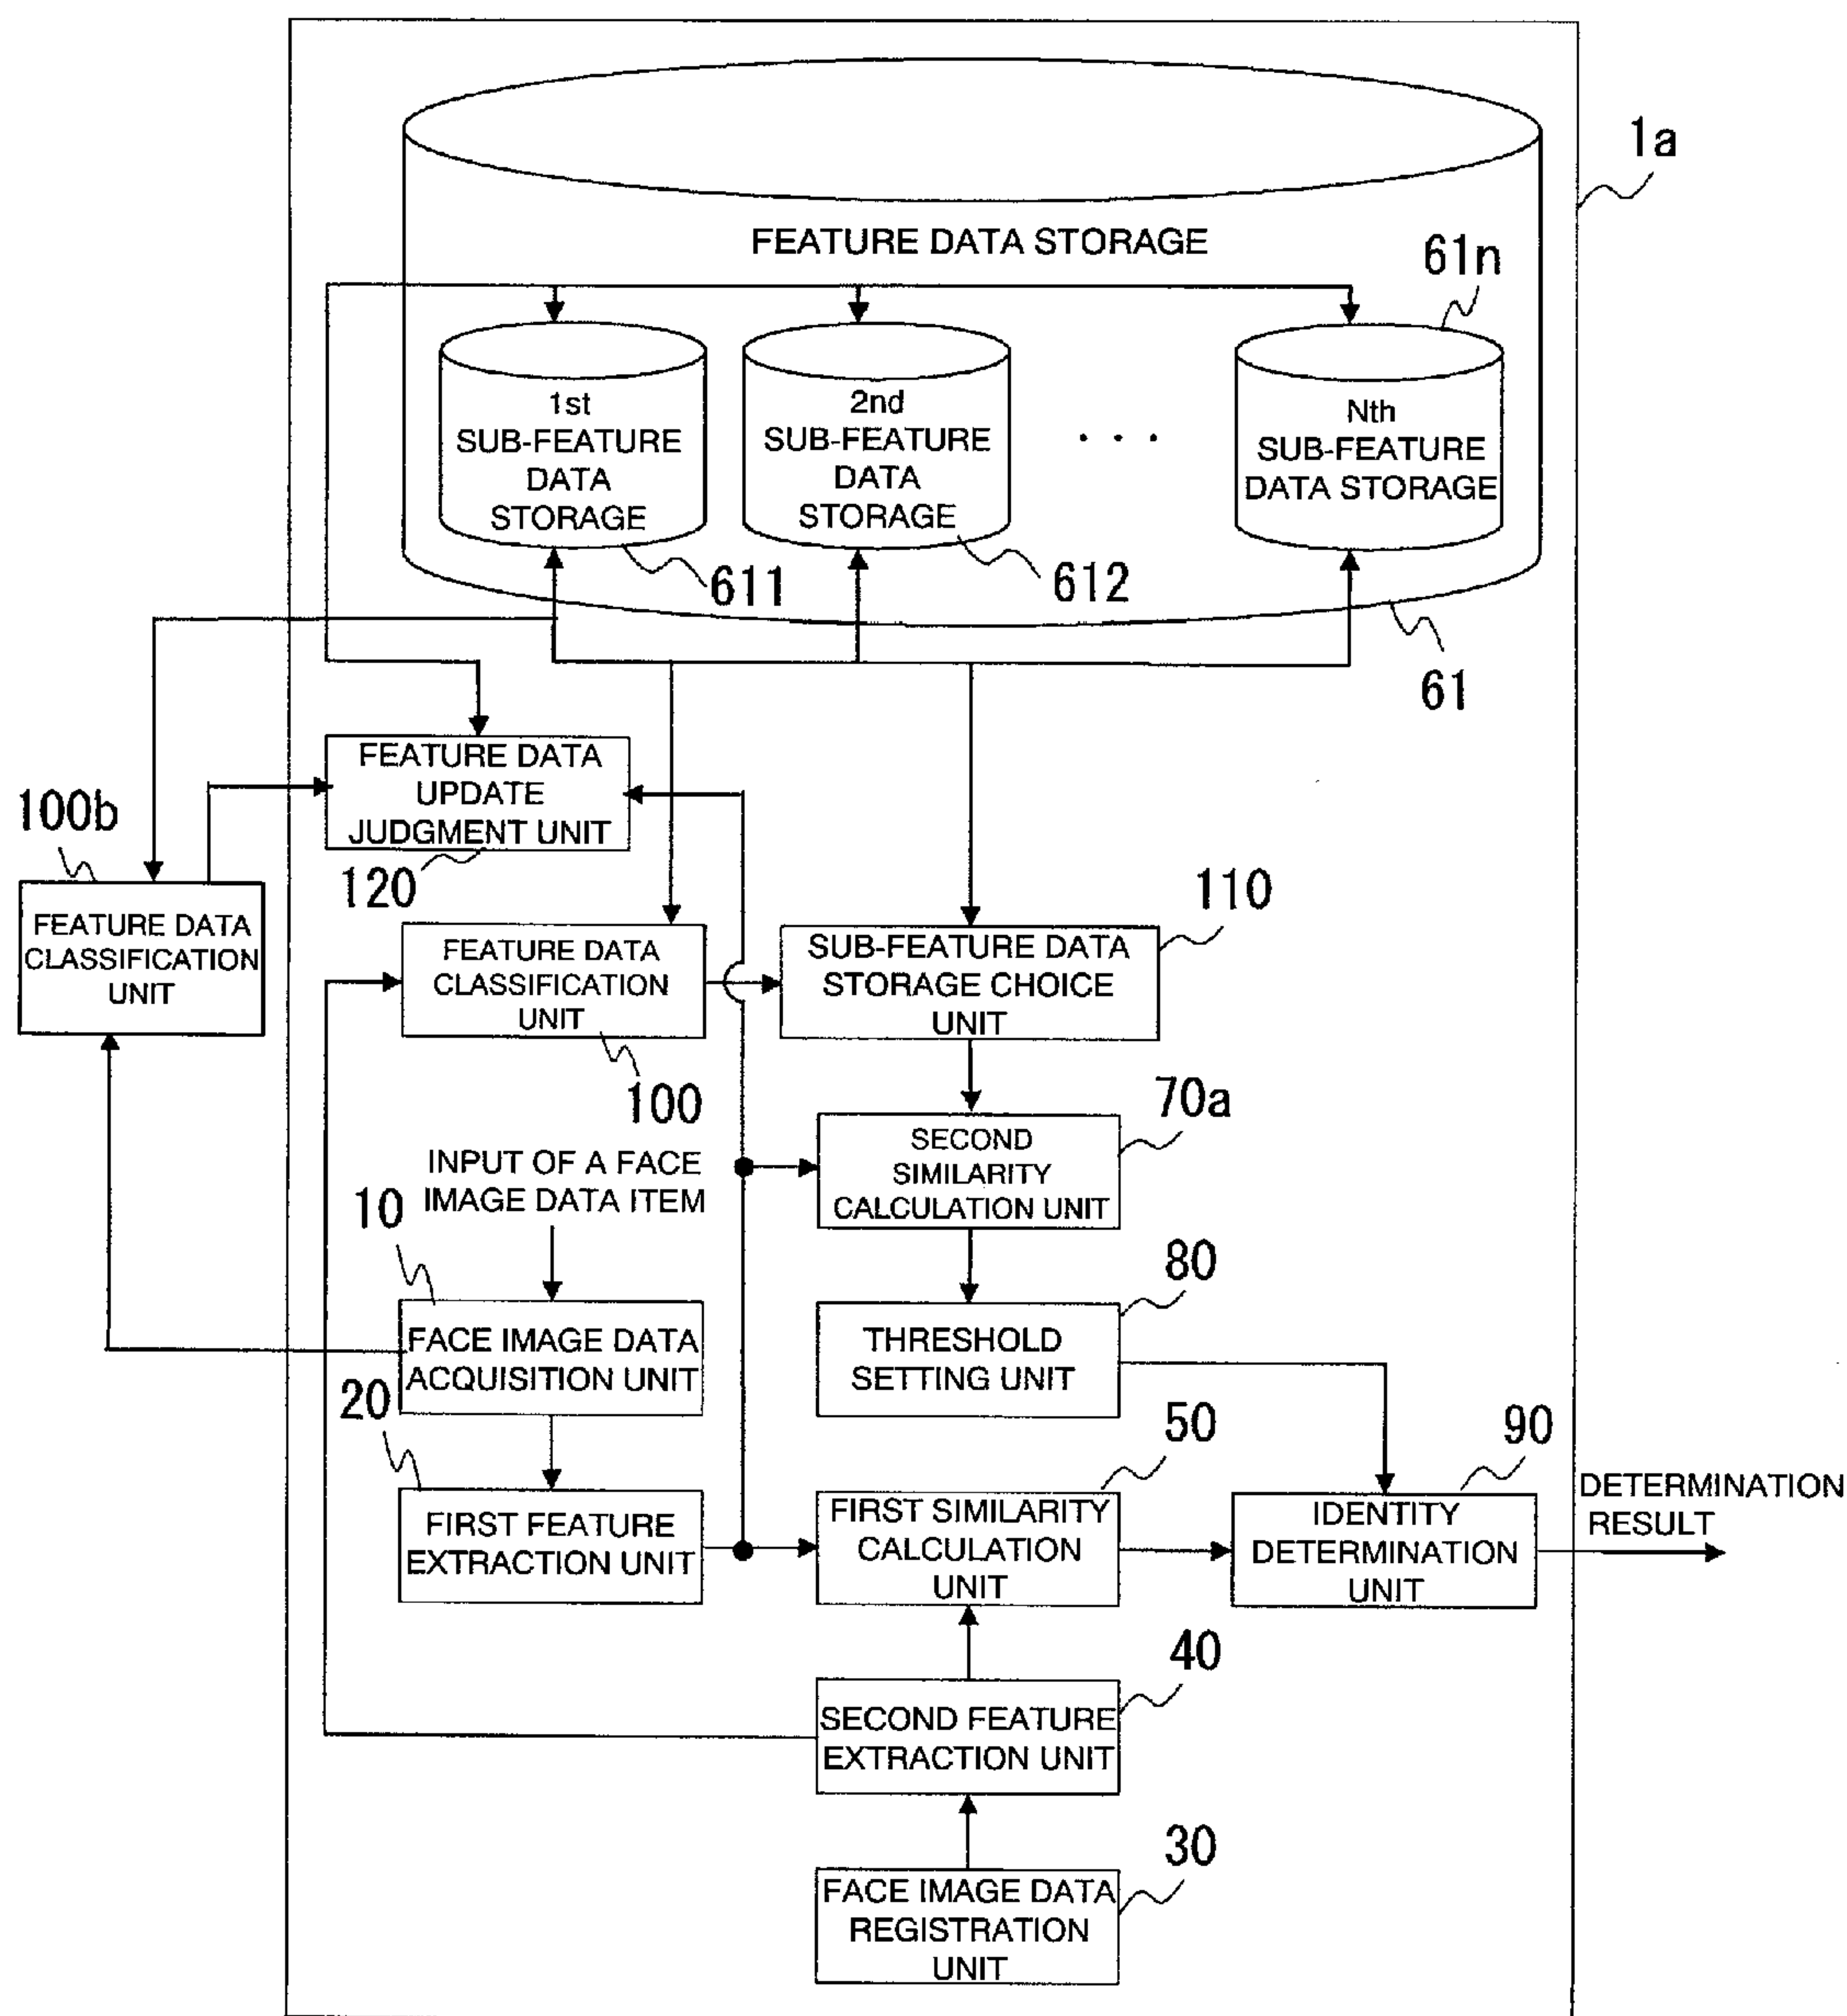 1a
FEATURE DATA STORAGE
61n
1st
SUB-FEATURE
DATA
STORAGE
2nd
SUB-FEATURE
DATA
STORAGE
. . .
Nth
SUB-FEATURE
DATA STORAGE
611
612
61
FEATURE DATA
UPDATE
JUDGMENT UNIT
120
100b
FEATURE DATA
CLASSIFICATION
UNIT
FEATURE DATA
CLASSIFICATION
UNIT
100
110
SUB-FEATURE DATA
STORAGE CHOICE
UNIT
70a
SECOND
SIMILARITY
CALCULATION UNIT
INPUT OF A FACE
IMAGE DATA ITEM
10
FACE IMAGE DATA
ACQUISITION UNIT
80
THRESHOLD
SETTING UNIT
20
FIRST FEATURE
EXTRACTION UNIT
50
FIRST SIMILARITY
CALCULATION
UNIT
90
IDENTITY
DETERMINATION
UNIT
DETERMINATION
RESULT
40
SECOND FEATURE
EXTRACTION UNIT
30
FACE IMAGE DATA
REGISTRATION
UNIT